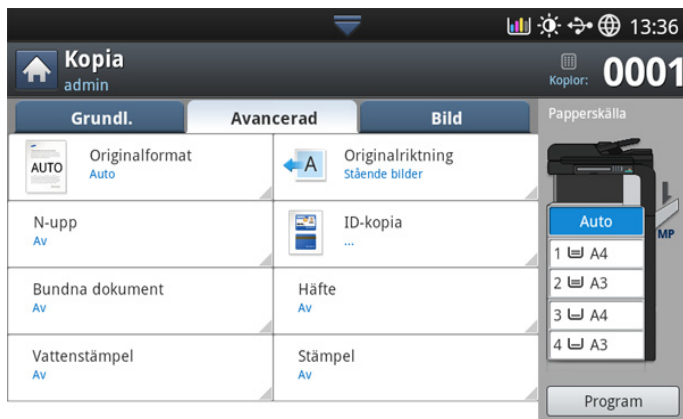 13:36
Kopia
admin
Kopior: 0001
Grundl. Avancerad Bild
Papperskälla
Originalformat
AUTO
Auto
Originalriktning
A
Stående bilder
N-upp
Av
ID-kopia
...
Bundna dokument
Av
Häfte
Av
Vattenstämpel
Av
Stämpel
Av
Auto
MP
1 A4
2 A3
3 A4
4 A3
Program